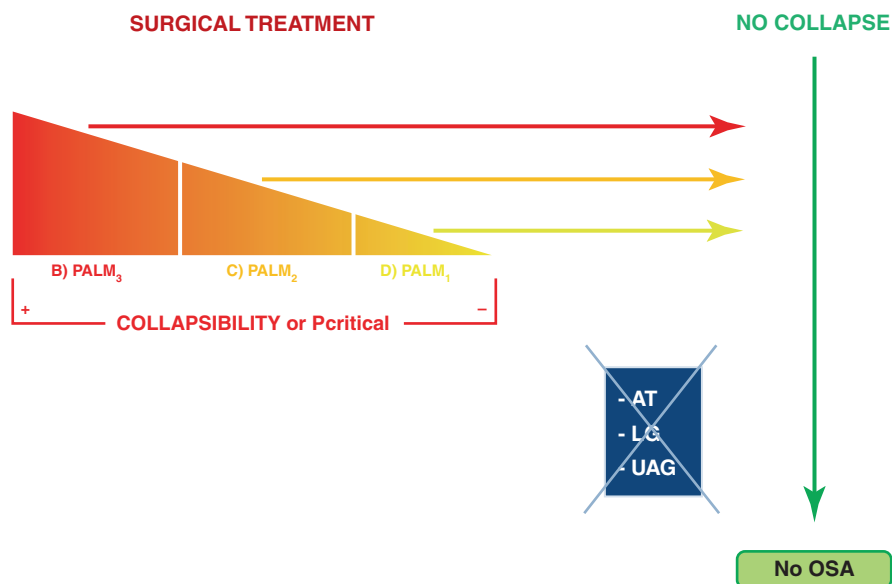 SURGICAL TREATMENT
NO COLLAPSE
B) PALM₃
C) PALM₂
D) PALM₁
+
–
COLLAPSIBILITY or Pcritical
- AT
- LG
- UAG
No OSA